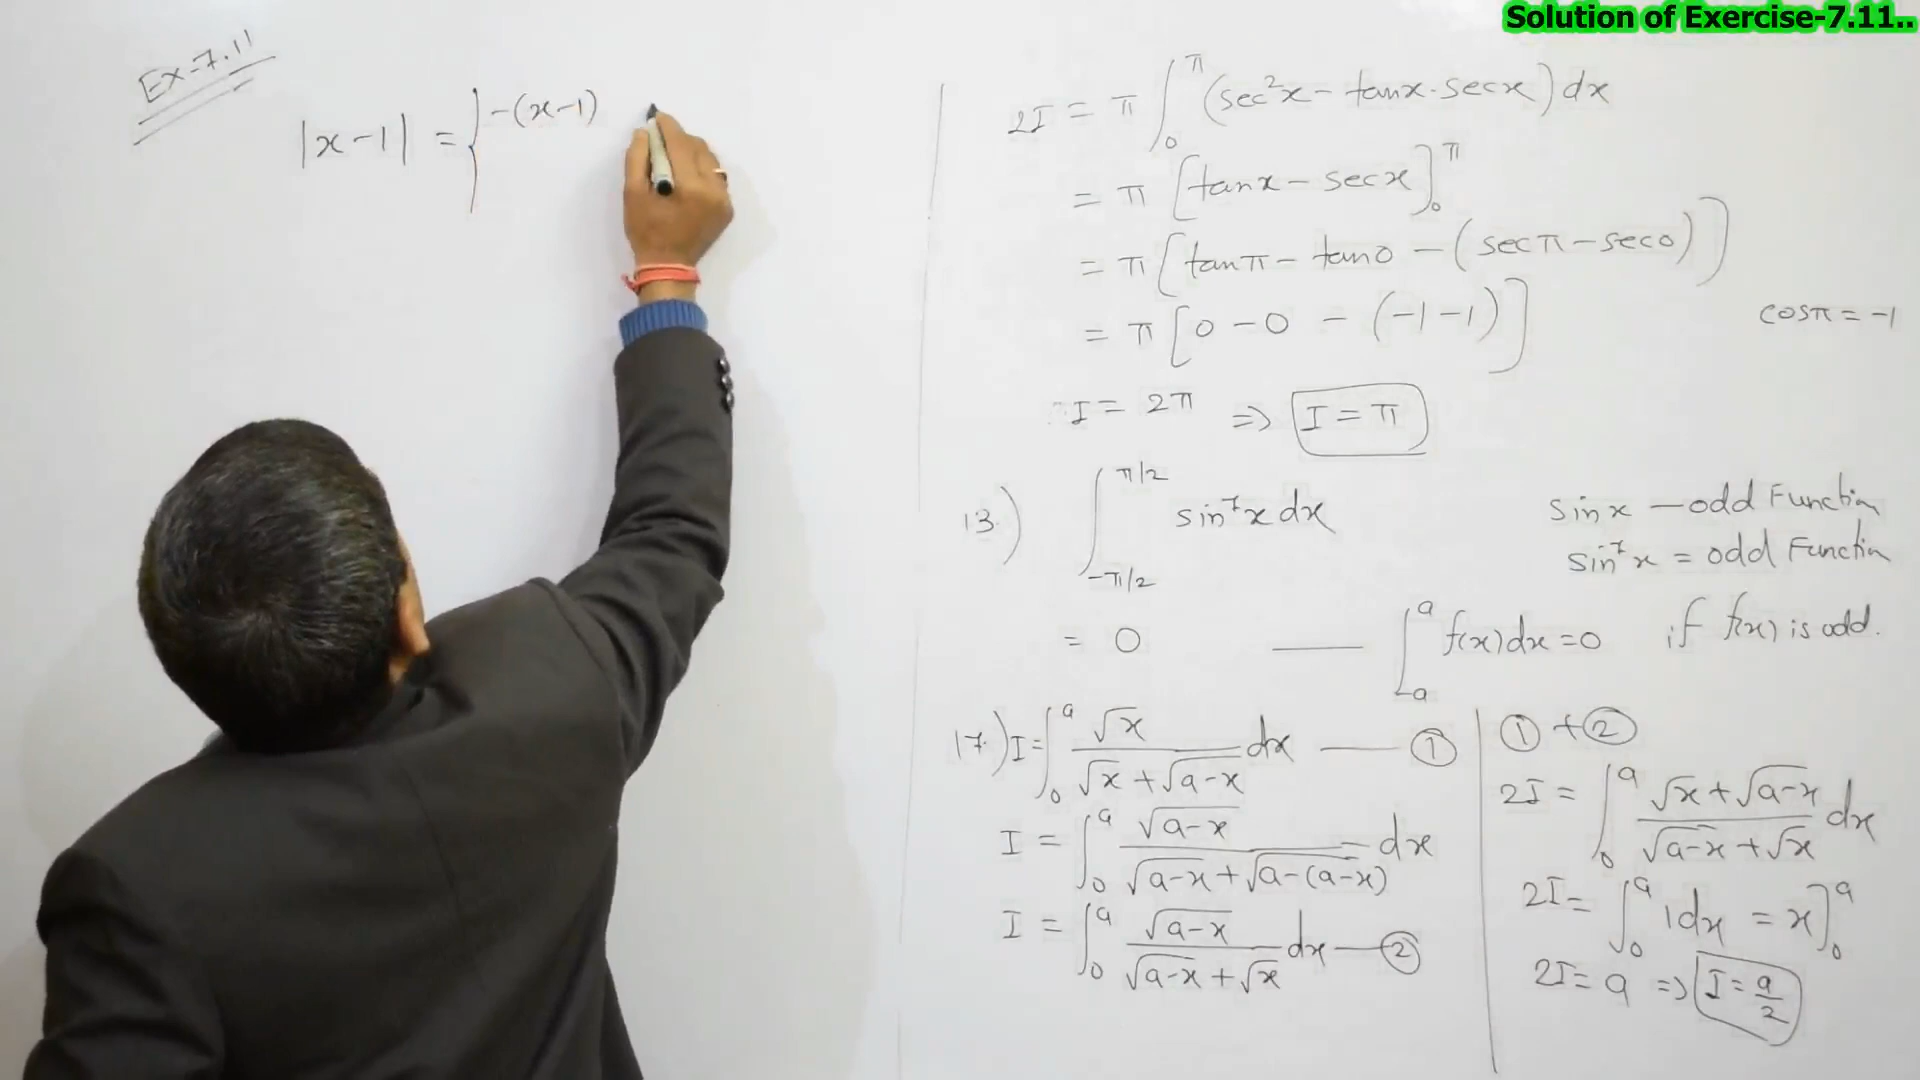 Solution of Exercise-7.11..
Ex-7.11
|x-1| = { -(x-1)
2I = π ∫₀^π (sec²x - tanx.secx) dx
= π [tanx - secx]₀^π
= π [tanπ - tan0 - (secπ - sec0)]
= π [0 - 0 - (-1-1)]
cosπ = -1
I = 2π => I = π
13.) ∫_{-π/2}^{π/2} sin⁷x dx
sinx - odd Function
sin⁷x = odd Function
= 0 — ∫_{-a}^{a} f(x)dx = 0 if f(x) is odd.
17.) I = ∫₀^a √x / (√x + √(a-x)) dx — ①
I = ∫₀^a √(a-x) / (√(a-x) + √(a-(a-x))) dx
I = ∫₀^a √(a-x) / (√(a-x) + √x) dx — ②
① + ②
2I = ∫₀^a (√x + √(a-x)) / (√(a-x) + √x) dx
2I = ∫₀^a 1dx = x]₀^a
2I = a => I = a/2